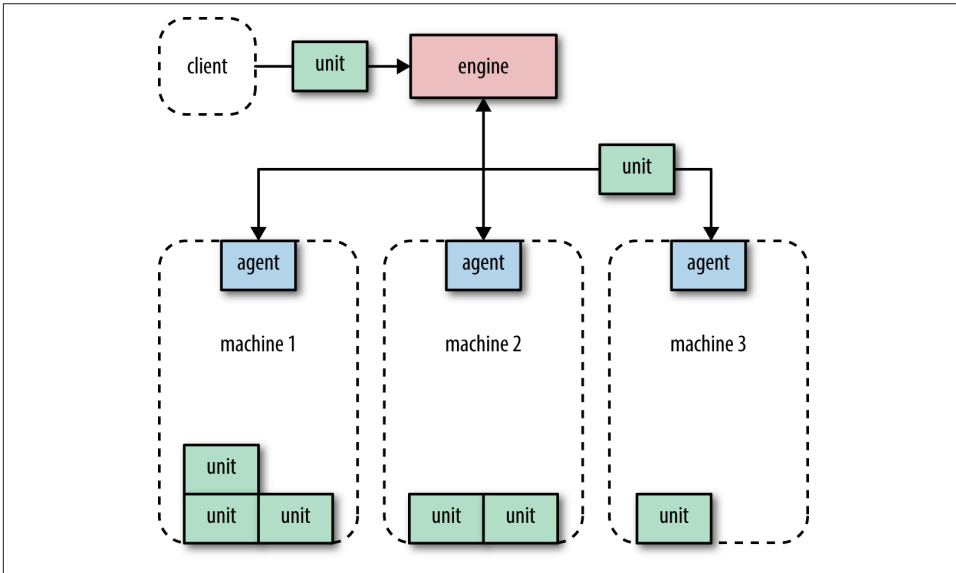 client
unit
engine
unit
agent
agent
agent
machine 1
machine 2
machine 3
unit
unit
unit
unit
unit
unit